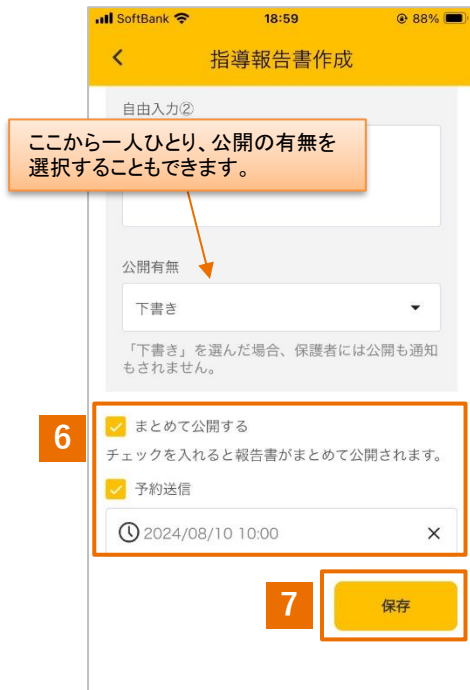 SoftBank 18:59 88%
指導報告書作成
自由入力②
ここから一人ひとり、公開の有無を
選択することもできます。
公開有無
下書き
「下書き」を選んだ場合、保護者には公開も通知
もされません。
6
まとめて公開する
チェックを入れると報告書がまとめて公開されます。
予約送信
2024/08/10 10:00
7
保存